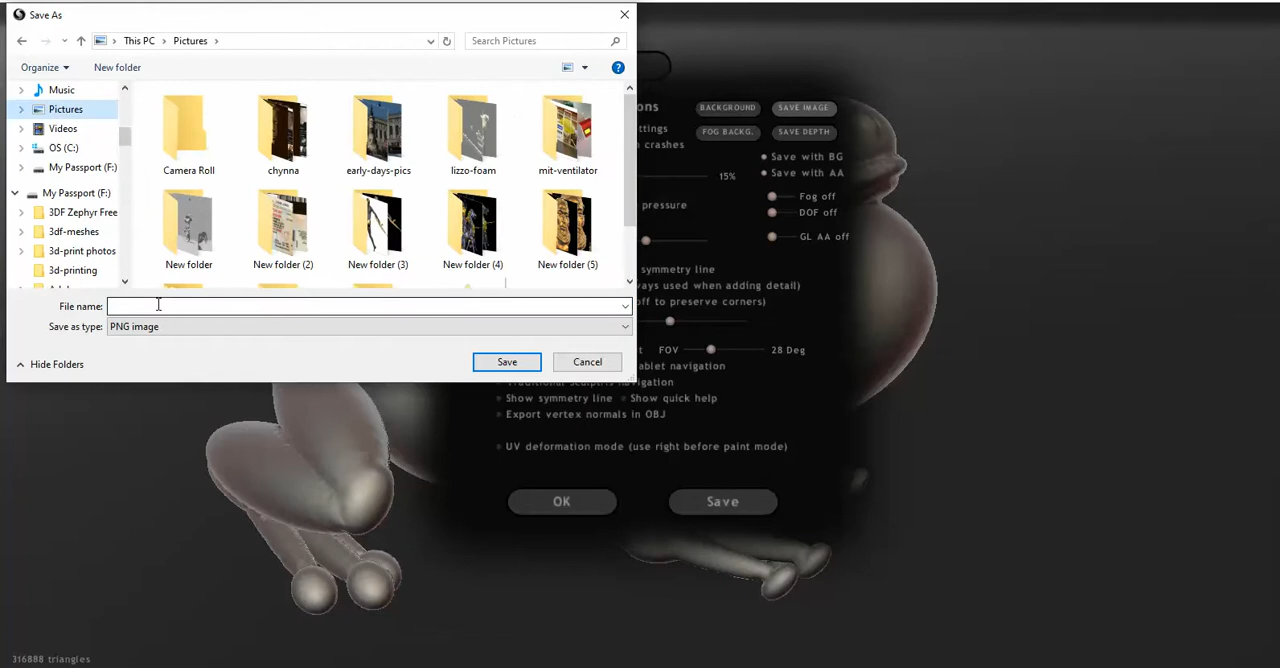 Save As
This PC
Pictures
Search Pictures
Organize
New folder
Music
Pictures
Videos
OS (C:)
My Passport (F:)
My Passport (F:)
3DF Zephyr Free
3df-meshes
3d-print photos
3d-printing
Camera Roll
chynna
early-days-pics
lizzo-foam
mit-ventilator
New folder
New folder (2)
New folder (3)
New folder (4)
New folder (5)
File name:
Save as type:
PNG image
Hide Folders
Save
Cancel
BACKGROUND
SAVE IMAGE
FOG BACKG.
SAVE DEPTH
crashes
Save with BG
15%
Save with AA
pressure
Fog off
DOF off
GL AA off
symmetry line
used when adding detail)
off to preserve corners)
FOV
28 Deg
navigation
Show symmetry line
Show quick help
Export vertex normals in OBJ
UV deformation mode (use right before paint mode)
OK
Save
316888 triangles